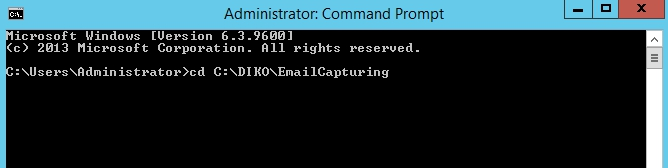 Administrator: Command Prompt
Microsoft Windows [Version 6.3.9600]
(c) 2013 Microsoft Corporation. All rights reserved.
C:\Users\Administrator>cd C:\DIKO\EmailCapturing